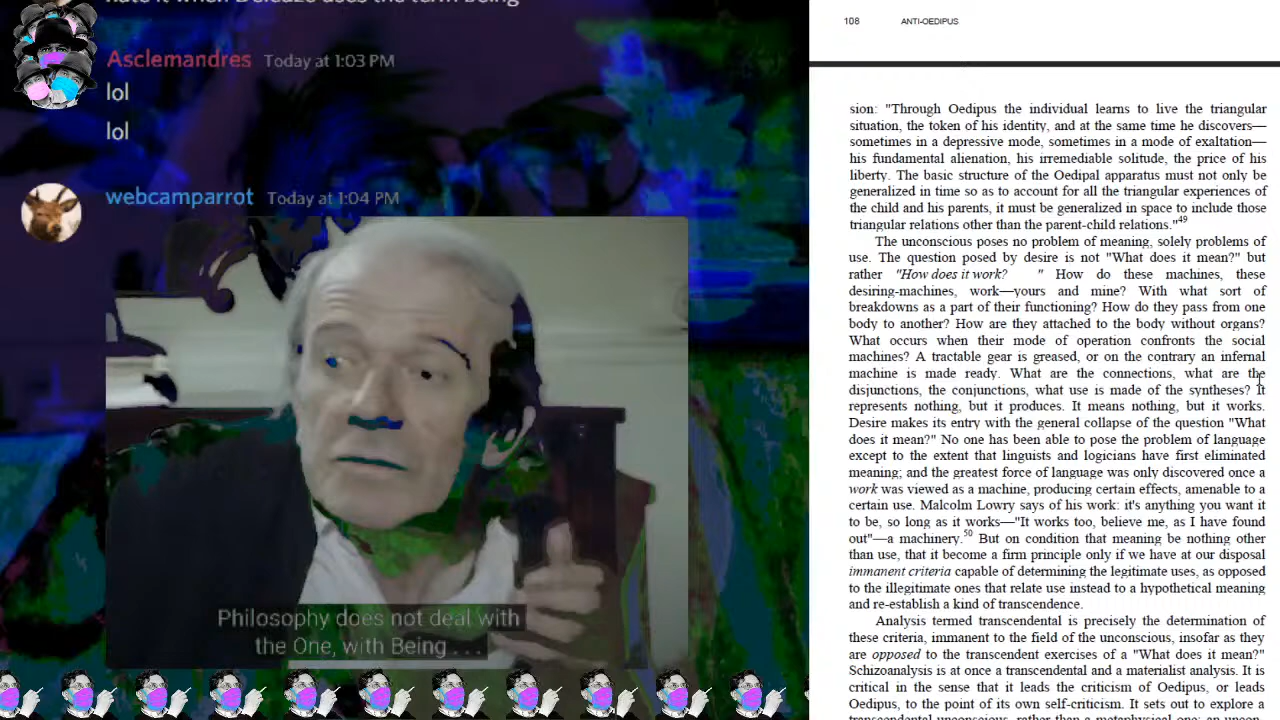 hate it when Deleuze uses the term being
Asclemandres Today at 1:03 PM
lol
lol
webcamparrot Today at 1:04 PM
Philosophy does not deal with
the One, with Being . . .
108 ANTI-OEDIPUS
sion: "Through Oedipus the individual learns to live the triangular
situation, the token of his identity, and at the same time he discovers—
sometimes in a depressive mode, sometimes in a mode of exaltation—
his fundamental alienation, his irremediable solitude, the price of his
liberty. The basic structure of the Oedipal apparatus must not only be
generalized in time so as to account for all the triangular experiences of
the child and his parents, it must be generalized in space to include those
triangular relations other than the parent-child relations."49
The unconscious poses no problem of meaning, solely problems of
use. The question posed by desire is not "What does it mean?" but
rather "How does it work? " How do these machines, these
desiring-machines, work—yours and mine? With what sort of
breakdowns as a part of their functioning? How do they pass from one
body to another? How are they attached to the body without organs?
What occurs when their mode of operation confronts the social
machines? A tractable gear is greased, or on the contrary an infernal
machine is made ready. What are the connections, what are the
disjunctions, the conjunctions, what use is made of the syntheses? It
represents nothing, but it produces. It means nothing, but it works.
Desire makes its entry with the general collapse of the question "What
does it mean?" No one has been able to pose the problem of language
except to the extent that linguists and logicians have first eliminated
meaning; and the greatest force of language was only discovered once a
work was viewed as a machine, producing certain effects, amenable to a
certain use. Malcolm Lowry says of his work: it's anything you want it
to be, so long as it works—"It works too, believe me, as I have found
out"—a machinery.50 But on condition that meaning be nothing other
than use, that it become a firm principle only if we have at our disposal
immanent criteria capable of determining the legitimate uses, as opposed
to the illegitimate ones that relate use instead to a hypothetical meaning
and re-establish a kind of transcendence.
Analysis termed transcendental is precisely the determination of
these criteria, immanent to the field of the unconscious, insofar as they
are opposed to the transcendent exercises of a "What does it mean?"
Schizoanalysis is at once a transcendental and a materialist analysis. It is
critical in the sense that it leads the criticism of Oedipus, or leads
Oedipus, to the point of its own self-criticism. It sets out to explore a
transcendental unconscious, rather than a metaphysical one; an uncon-